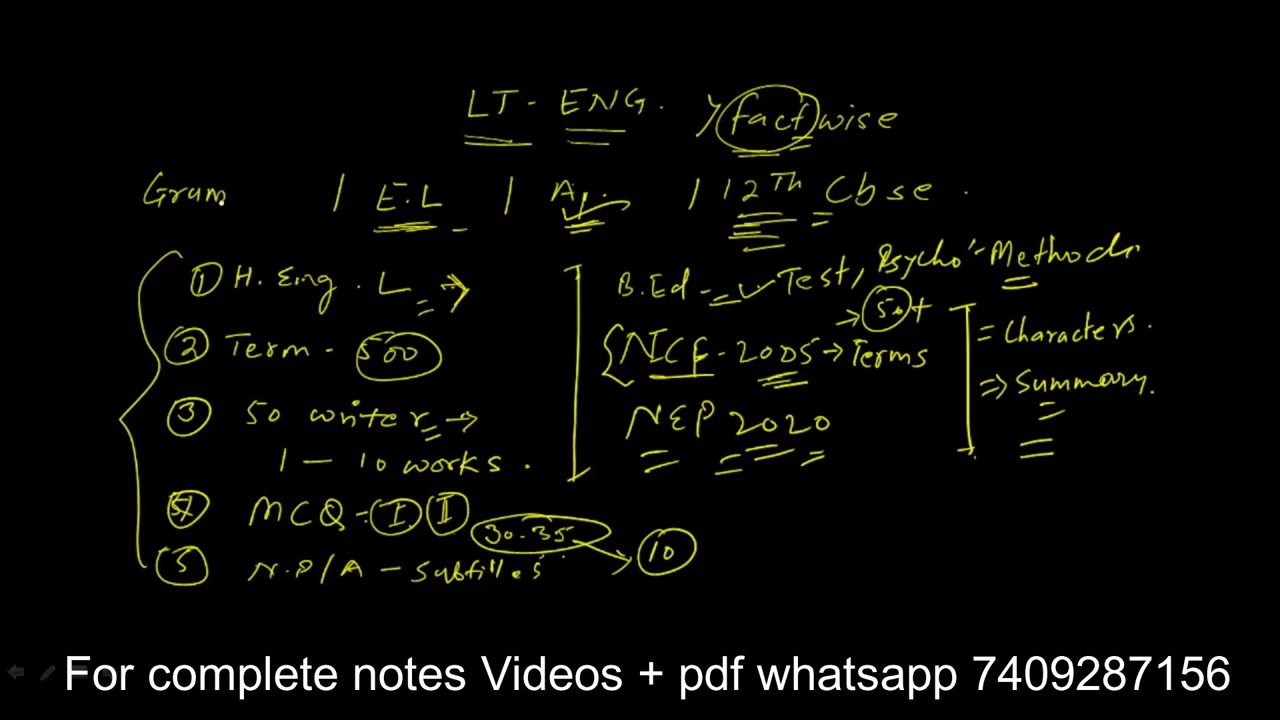 LT - ENG. factwise
Gram | E.L | A | 12Th Cbse .
① H. Eng. L →
② Term - 500
③ 50 writer →
1 - 10 works .
④ MCQ - I II
30-35 → 10
⑤ N.P/A - Subtitles
B.Ed - Test, Psycho - Methods
→ 50+
NCF - 2005 → Terms
NEP 2020
= Characters.
⇒ Summary.
For complete notes Videos + pdf whatsapp 7409287156